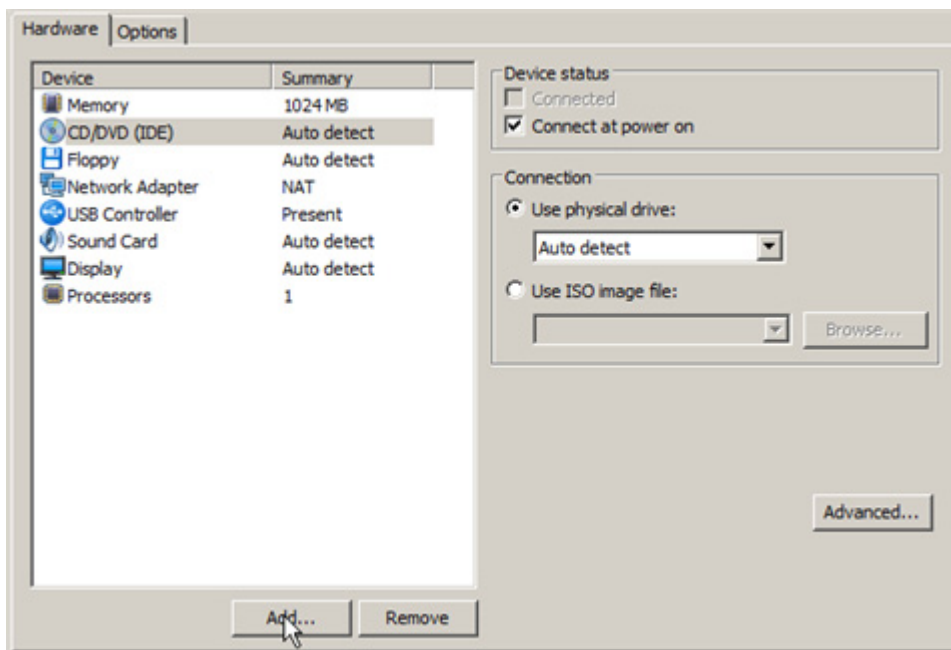 Hardware Options
Device Summary
Memory 1024 MB
CD/DVD (IDE) Auto detect
Floppy Auto detect
Network Adapter NAT
USB Controller Present
Sound Card Auto detect
Display Auto detect
Processors 1
Add... Remove
Device status
Connected
Connect at power on
Connection
Use physical drive:
Auto detect
Use ISO image file:
Browse...
Advanced...